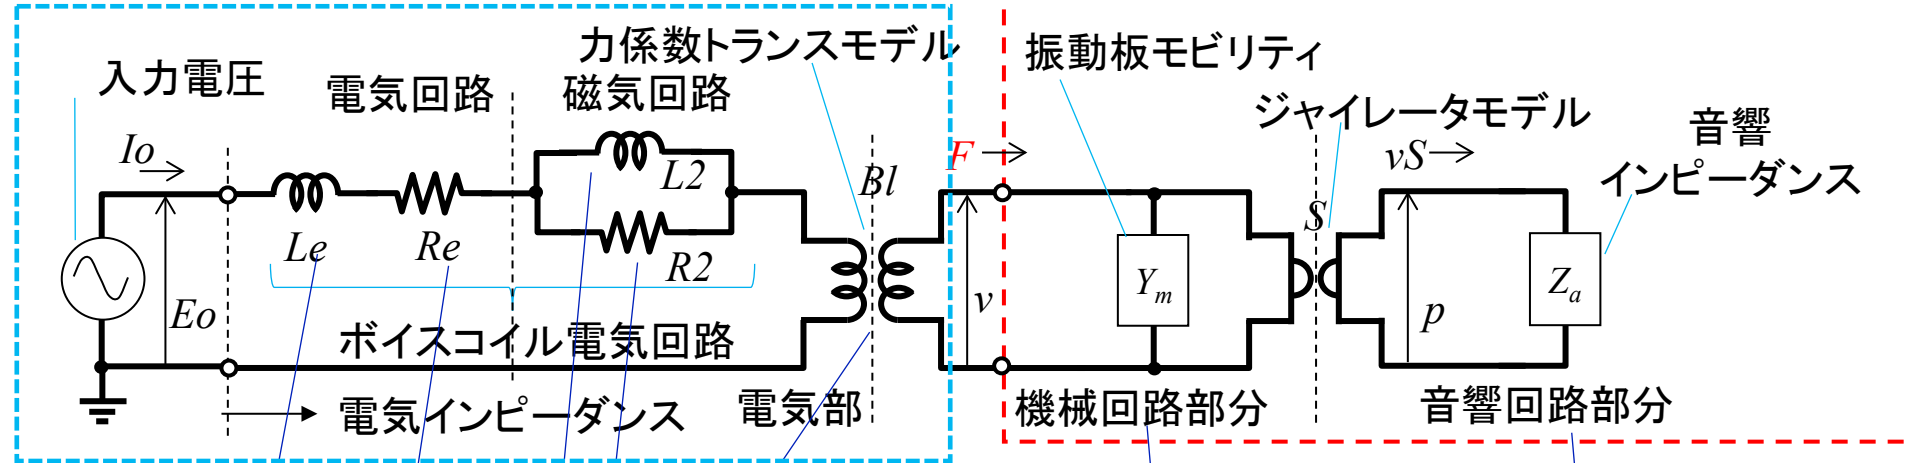 力係数トランスモデル
入力電圧
電気回路
磁気回路
振動板モビリティ
ジャイレータモデル
音響
インピーダンス
Io
F
vS
L2
Bl
S
Le
Re
R2
Eo
v
Ym
p
Za
ボイスコイル電気回路
電気インピーダンス
電気部
機械回路部分
音響回路部分